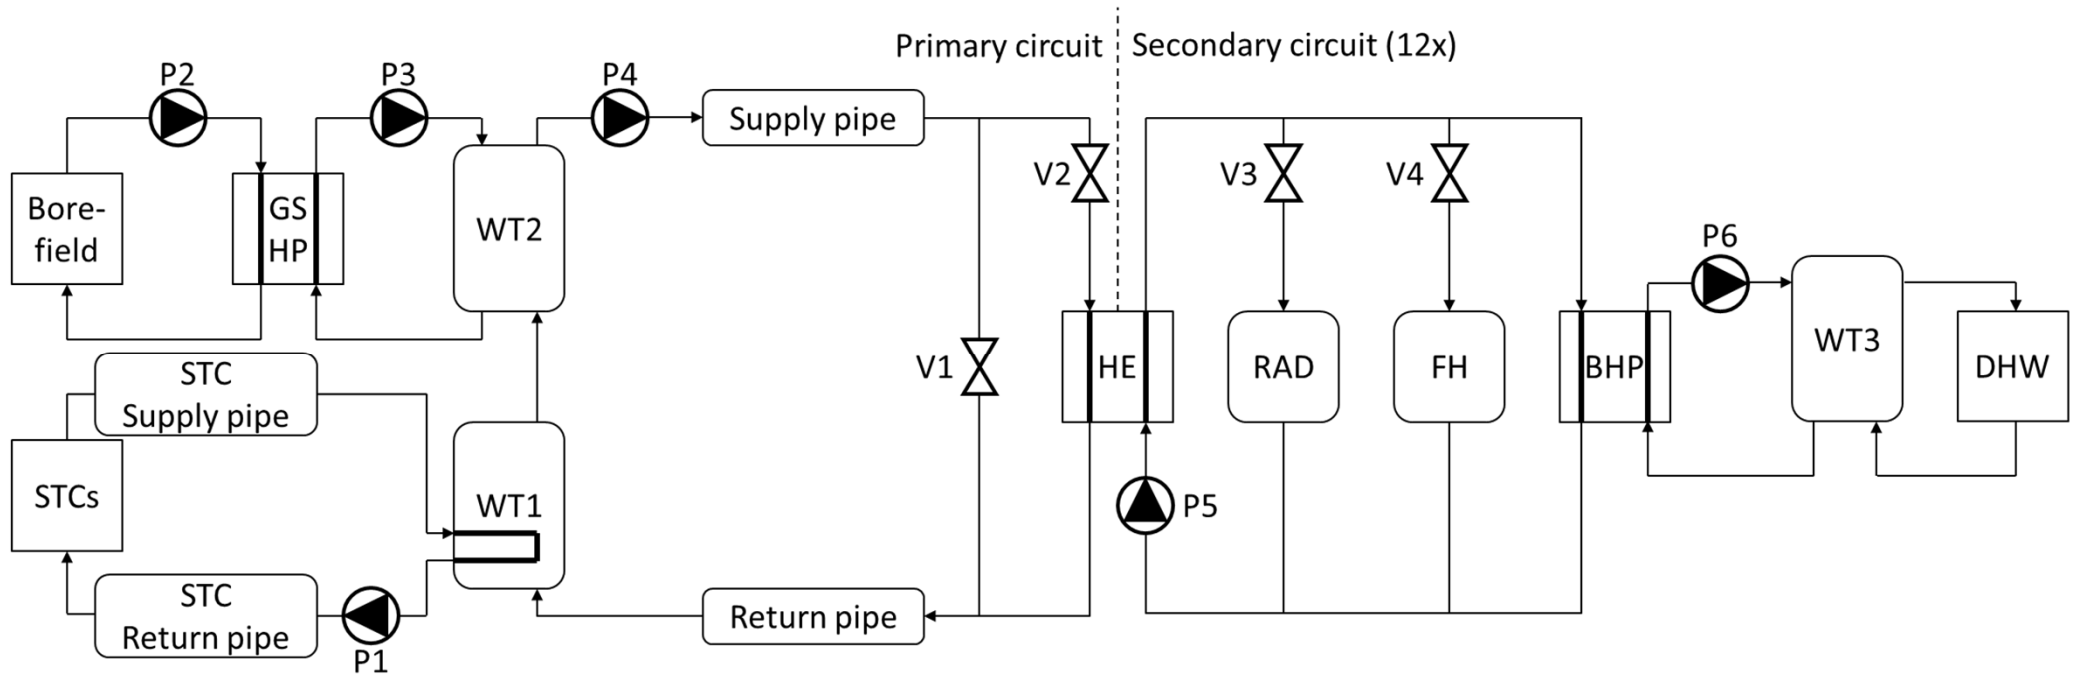 Primary circuit
Secondary circuit (12x)
P2
P3
P4
Supply pipe
Bore-
field
GS
HP
WT2
V2
V3
V4
P6
WT3
STC
Supply pipe
V1
HE
RAD
FH
BHP
DHW
STCs
WT1
P5
STC
Return pipe
P1
Return pipe